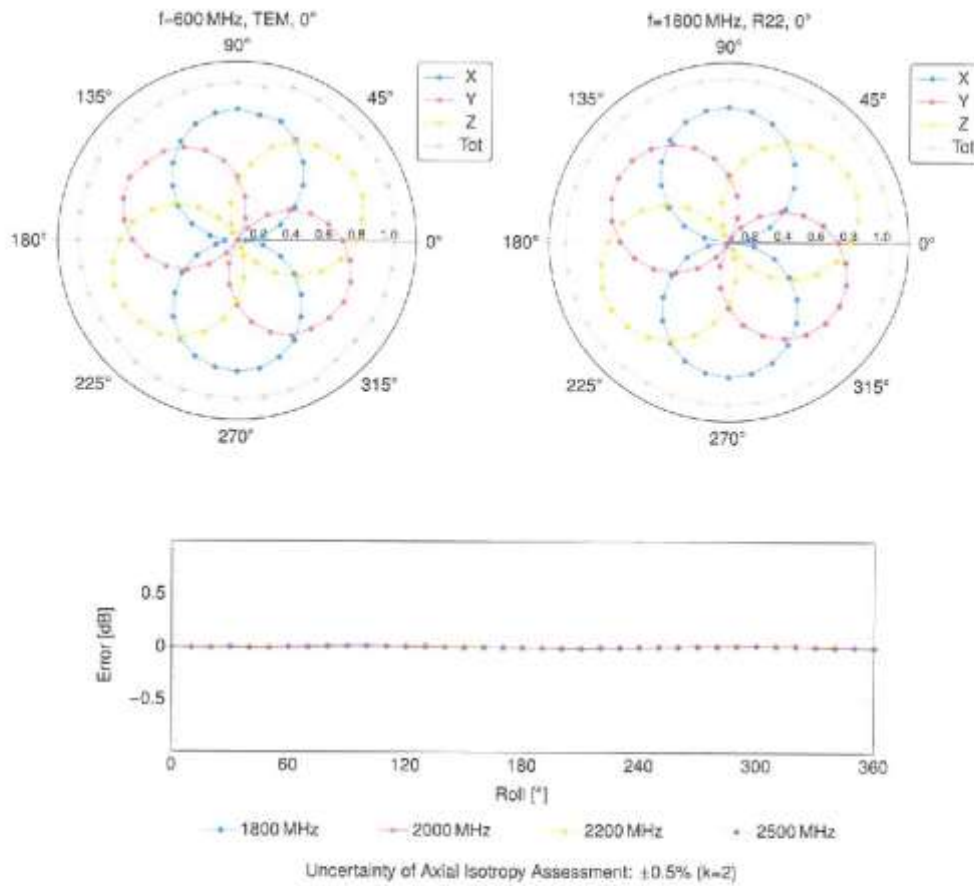 f=600 MHz, TEM, 0°
90°
135°
45°
180°
0.2 0.4 0.6 0.8 1.0
0°
225°
315°
270°
X
Y
Z
Tot
f=1800 MHz, R22, 0°
90°
135°
45°
180°
0.2 0.4 0.6 0.8 1.0
0°
225°
315°
270°
X
Y
Z
Tot
Error [dB]
0.5
0
−0.5
0 60 120 180 240 300 360
Roll [°]
1800 MHz 2000 MHz 2200 MHz 2500 MHz
Uncertainty of Axial Isotropy Assessment: ±0.5% (k=2)